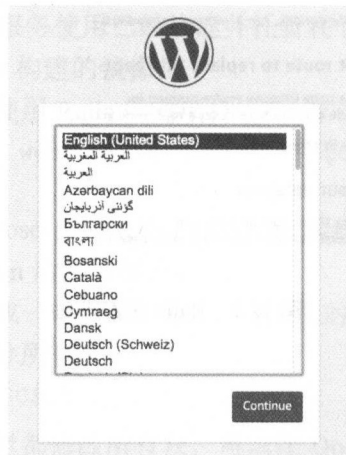 English (United States)
العربية المغربية
العربية
Azərbaycan dili
گؤنئی آذربایجان
Български
বাংলা
Bosanski
Català
Cebuano
Cymraeg
Dansk
Deutsch (Schweiz)
Deutsch
Continue